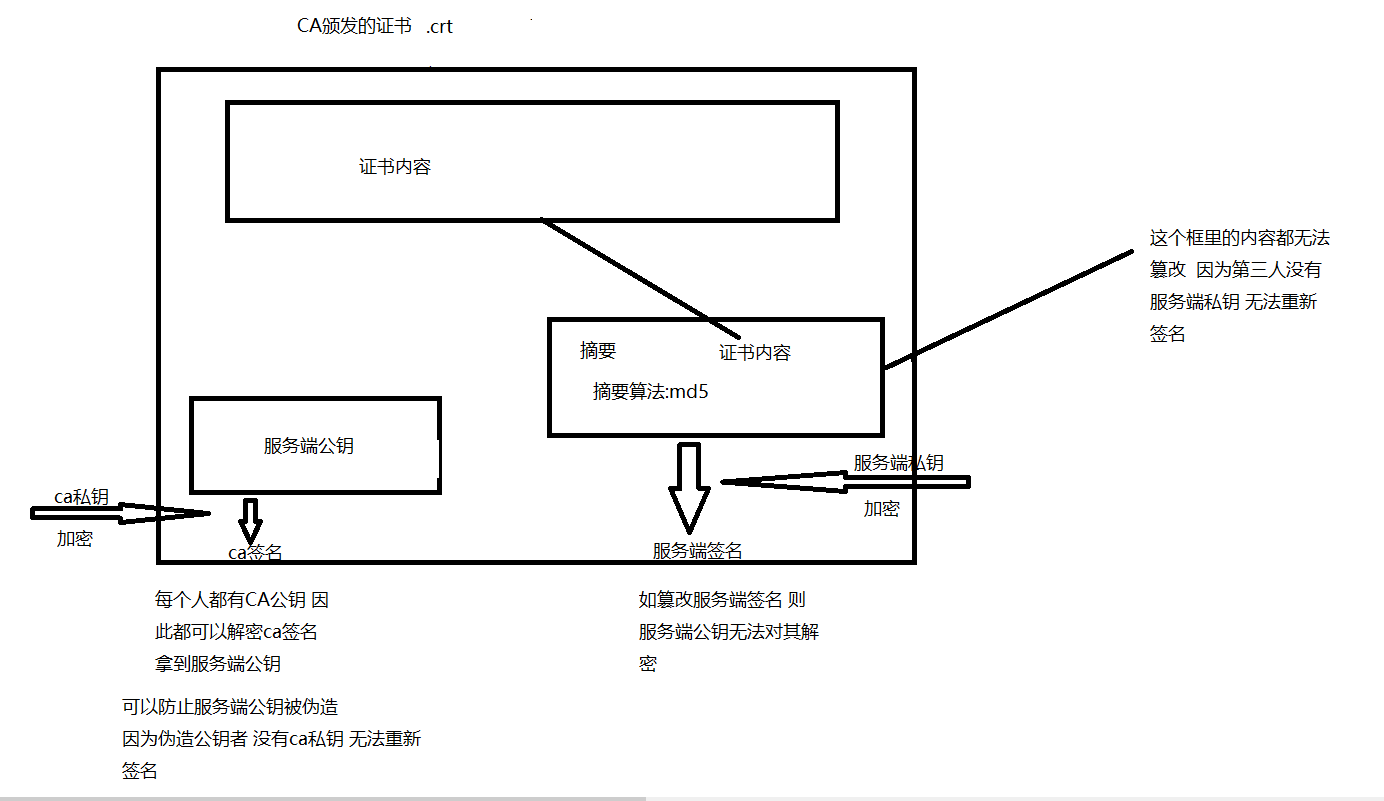 CA颁发的证书 .crt
证书内容
这个框里的内容都无法
篡改 因为第三人没有
服务端私钥 无法重新
签名
摘要 证书内容
摘要算法:md5
服务端公钥
服务端私钥
加密
ca私钥
加密
ca签名
服务端签名
每个人都有CA公钥 因
此都可以解密ca签名
拿到服务端公钥
如篡改服务端签名 则
服务端公钥无法对其解
密
可以防止服务端公钥被伪造
因为伪造公钥者 没有ca私钥 无法重新
签名